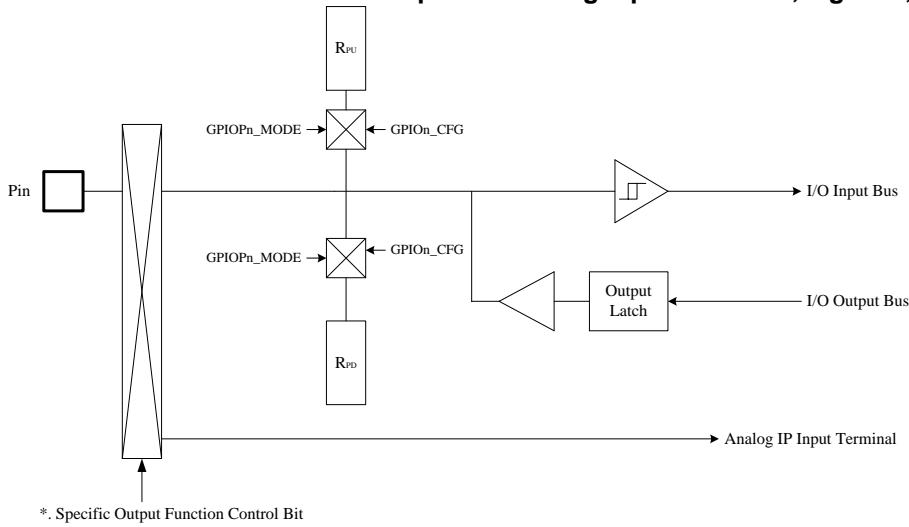 RPU
GPIOPn_MODE
GPIOn_CFG
Pin
I/O Input Bus
GPIOPn_MODE
GPIOn_CFG
Output
Latch
I/O Output Bus
RPD
Analog IP Input Terminal
*. Specific Output Function Control Bit